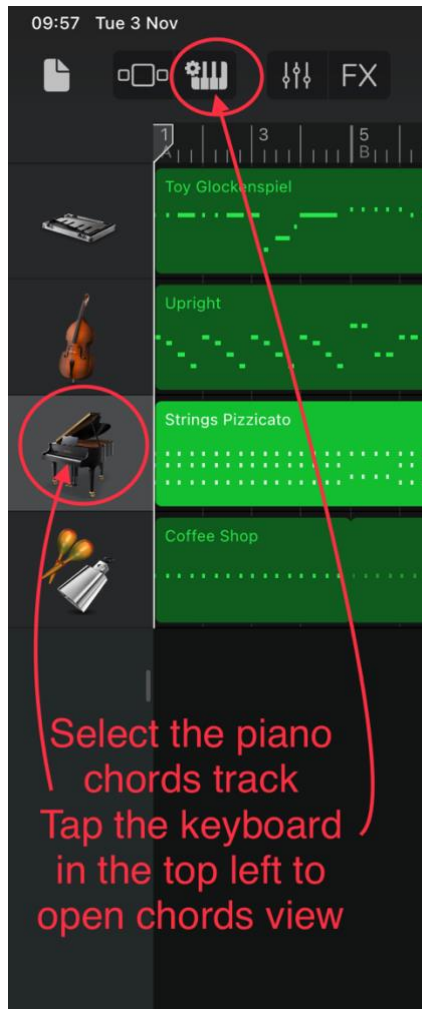 09:57 Tue 3 Nov
FX
1 3 5
A B
Toy Glockenspiel
Upright
Strings Pizzicato
Coffee Shop
Select the piano
chords track
Tap the keyboard
in the top left to
open chords view